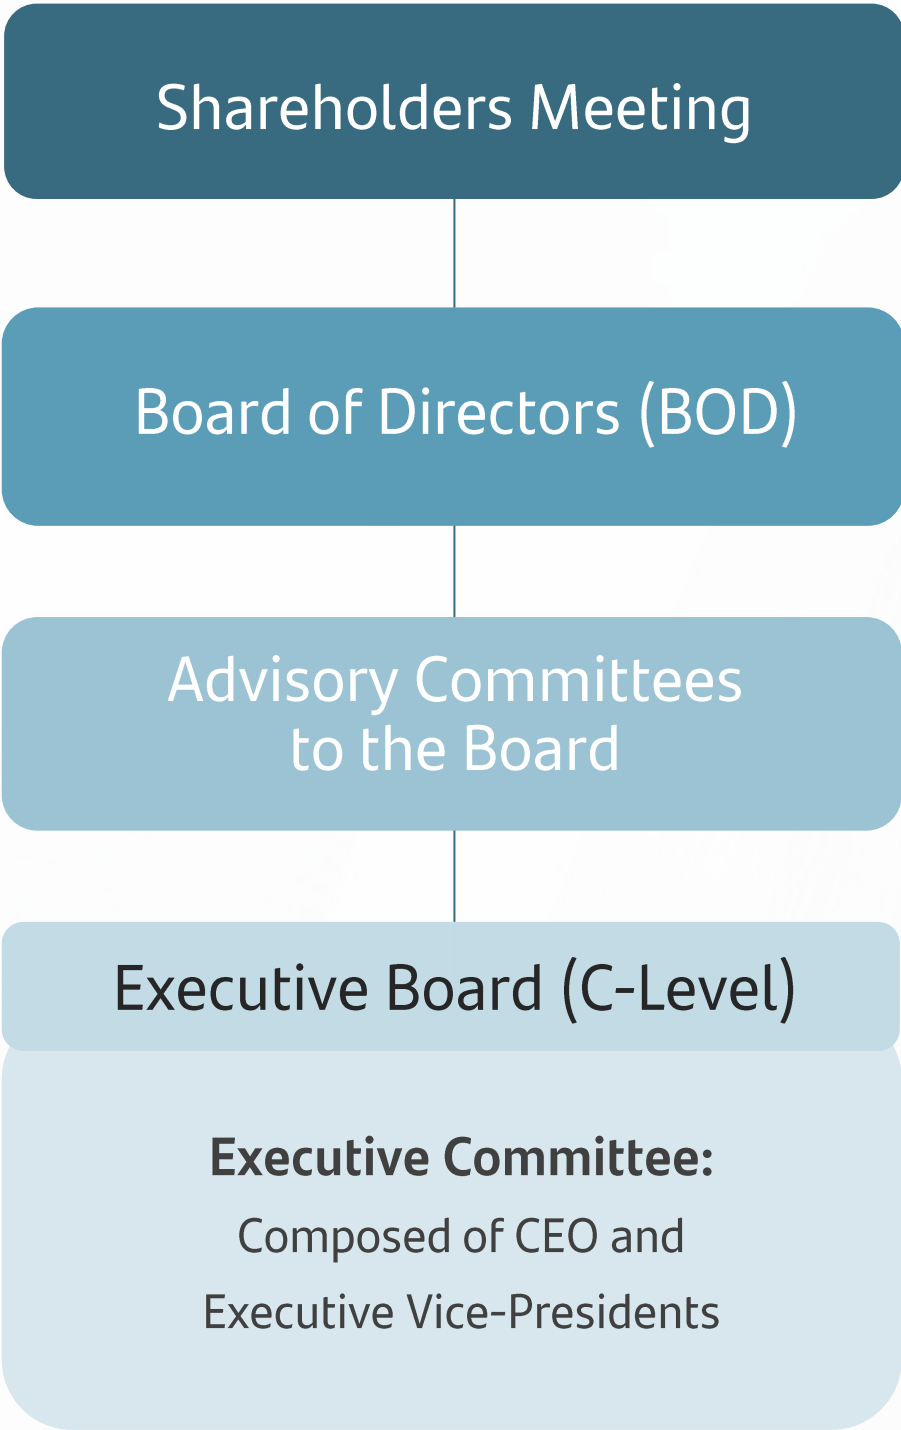 Shareholders Meeting
Board of Directors (BOD)
Advisory Committees
to the Board
Executive Board (C-Level)
Executive Committee:
Composed of CEO and
Executive Vice-Presidents